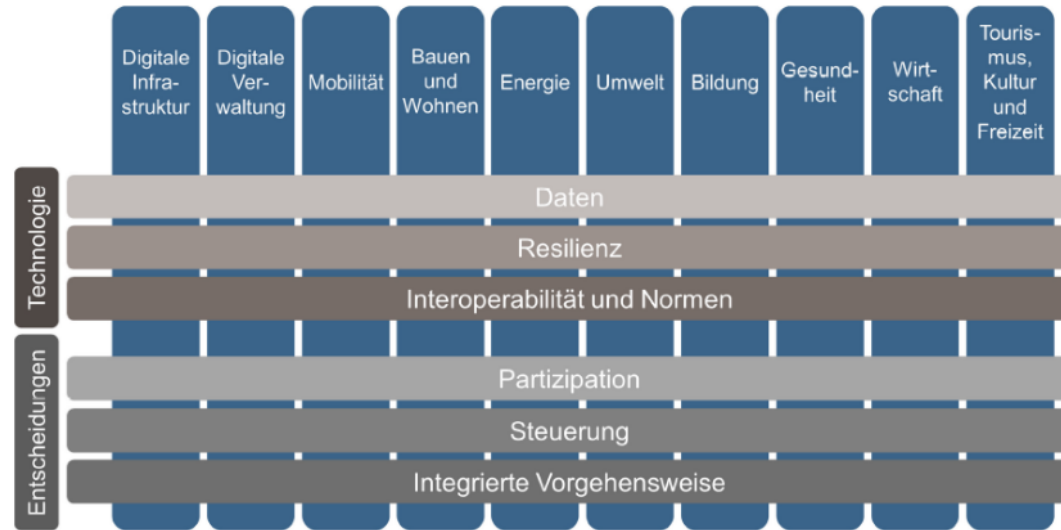 Digitale
Infra-
struktur
Digitale
Ver-
waltung
Mobilität
Bauen
und
Wohnen
Energie
Umwelt
Bildung
Gesund-
heit
Wirt-
schaft
Touris-
mus,
Kultur
und
Freizeit
Technologie
Daten
Resilienz
Interoperabilität und Normen
Entscheidungen
Partizipation
Steuerung
Integrierte Vorgehensweise